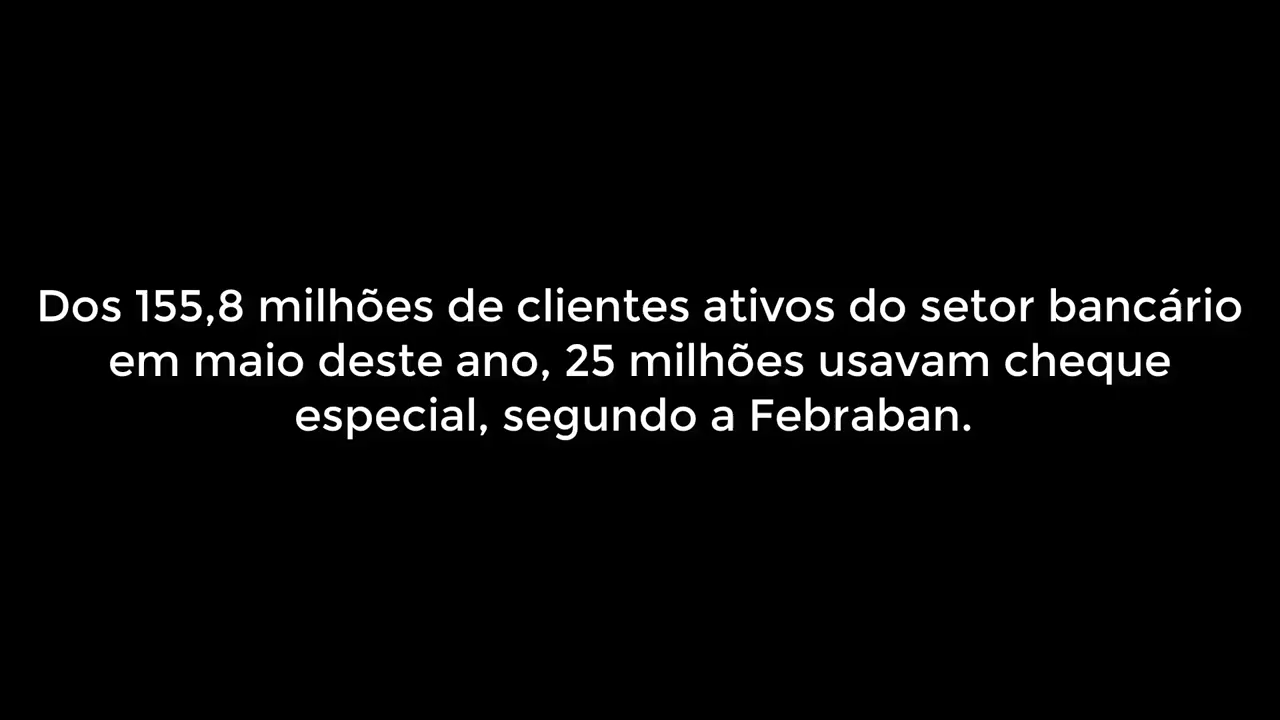 Dos 155,8 milhões de clientes ativos do setor bancário
em maio deste ano, 25 milhões usavam cheque
especial, segundo a Febraban.